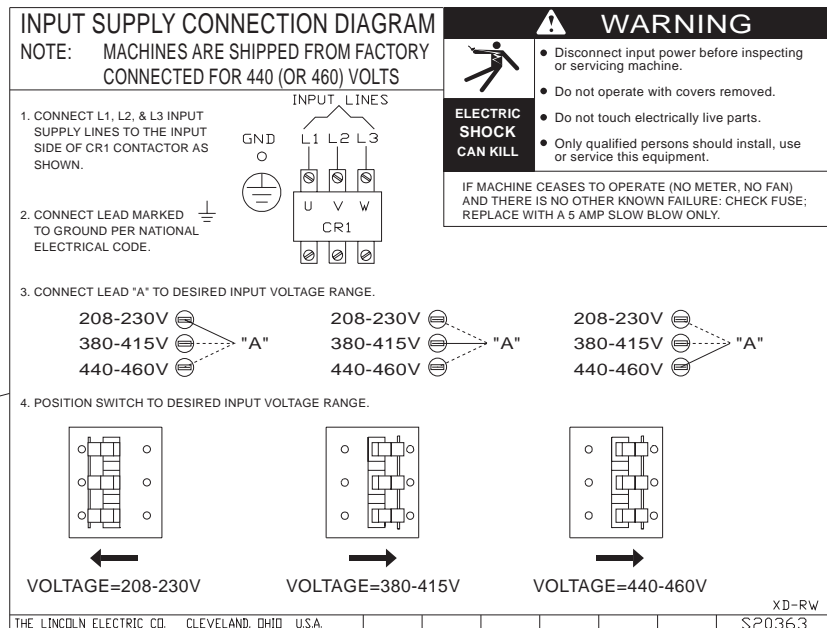 INPUT SUPPLY CONNECTION DIAGRAM
NOTE: MACHINES ARE SHIPPED FROM FACTORY
CONNECTED FOR 440 (OR 460) VOLTS
WARNING
ELECTRIC
SHOCK
CAN KILL
● Disconnect input power before inspecting
or servicing machine.
● Do not operate with covers removed.
● Do not touch electrically live parts.
● Only qualified persons should install, use
or service this equipment.
IF MACHINE CEASES TO OPERATE (NO METER, NO FAN)
AND THERE IS NO OTHER KNOWN FAILURE: CHECK FUSE;
REPLACE WITH A 5 AMP SLOW BLOW ONLY.
1. CONNECT L1, L2, & L3 INPUT
SUPPLY LINES TO THE INPUT
SIDE OF CR1 CONTACTOR AS
SHOWN.
2. CONNECT LEAD MARKED
TO GROUND PER NATIONAL
ELECTRICAL CODE.
INPUT LINES
GND L1 L2 L3
U V W
CR1
3. CONNECT LEAD "A" TO DESIRED INPUT VOLTAGE RANGE.
208-230V
380-415V "A"
440-460V
208-230V
380-415V "A"
440-460V
208-230V
380-415V "A"
440-460V
4. POSITION SWITCH TO DESIRED INPUT VOLTAGE RANGE.
VOLTAGE=208-230V VOLTAGE=380-415V VOLTAGE=440-460V
XD-RW
THE LINCOLN ELECTRIC CO. CLEVELAND, OHIO U.S.A. S20363